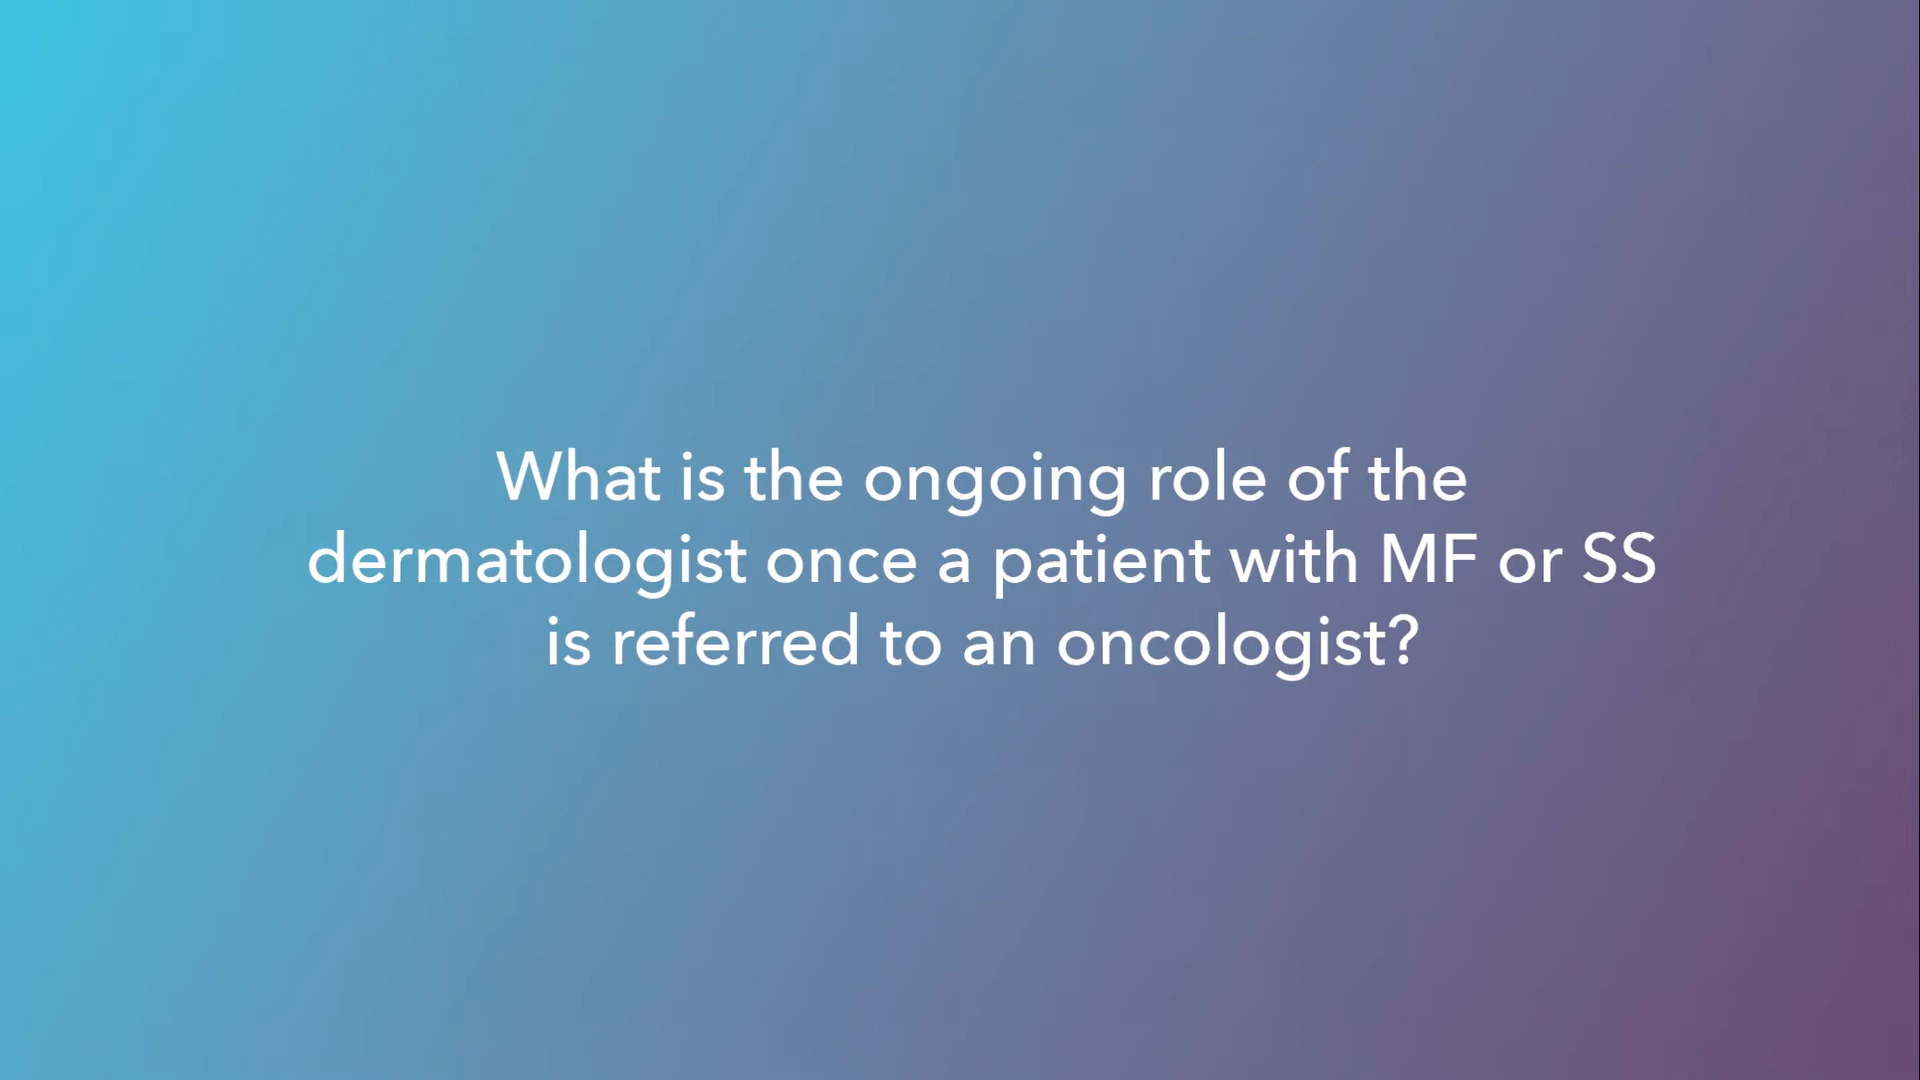 What is the ongoing role of the
dermatologist once a patient with MF or SS
is referred to an oncologist?